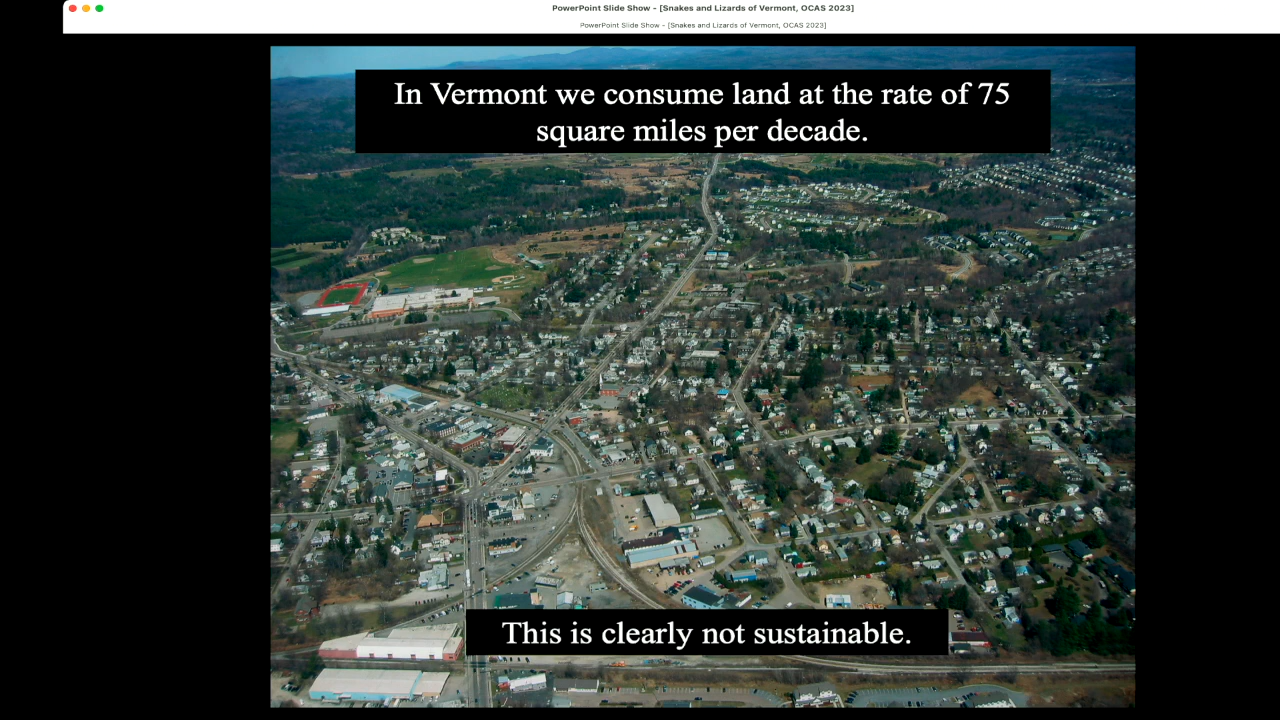 PowerPoint Slide Show - [Snakes and Lizards of Vermont, OCAS 2023]
PowerPoint Slide Show - [Snakes and Lizards of Vermont, OCAS 2023]
In Vermont we consume land at the rate of 75
square miles per decade.
This is clearly not sustainable.